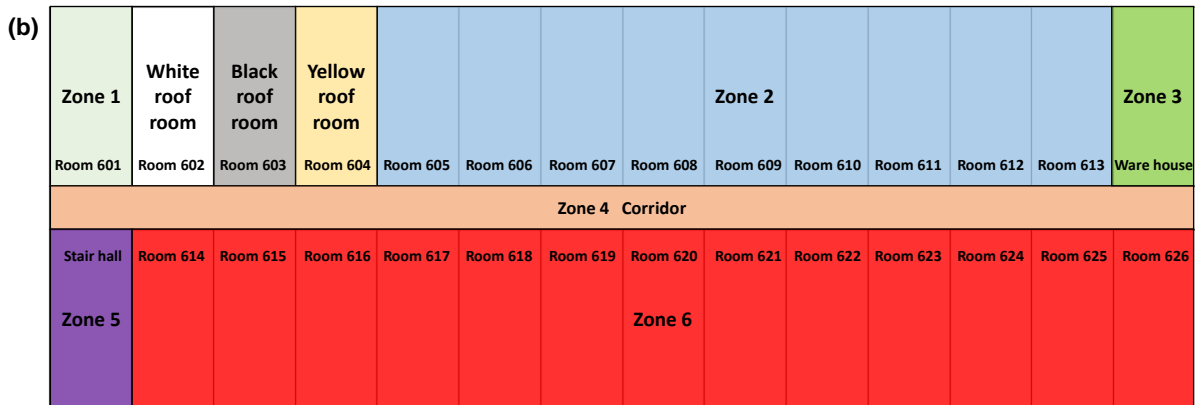 (b)
Zone 1
White
roof
room
Black
roof
room
Yellow
roof
room
Zone 2
Zone 3
Room 601 Room 602 Room 603 Room 604 Room 605 Room 606 Room 607 Room 608 Room 609 Room 610 Room 611 Room 612 Room 613 Ware house
Zone 4 Corridor
Stair hall Room 614 Room 615 Room 616 Room 617 Room 618 Room 619 Room 620 Room 621 Room 622 Room 623 Room 624 Room 625 Room 626
Zone 5
Zone 6